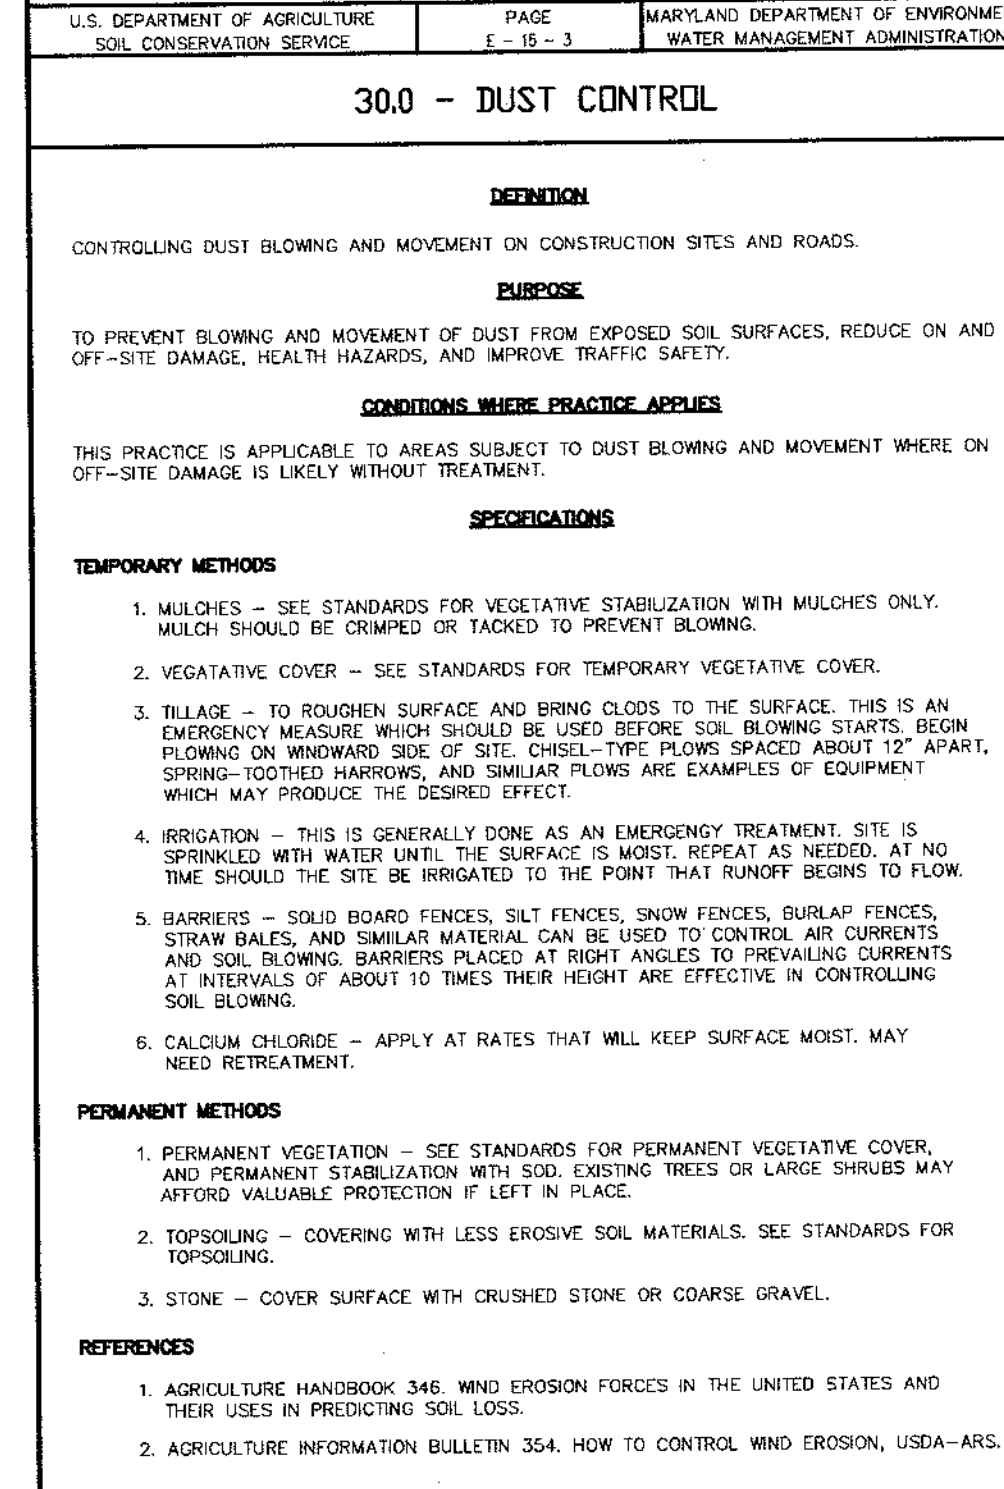 U.S. DEPARTMENT OF AGRICULTURE
SOIL CONSERVATION SERVICE
PAGE
E - 15 - 3
MARYLAND DEPARTMENT OF ENVIRONME
WATER MANAGEMENT ADMINISTRATION
30.0 - DUST CONTROL
DEFINITION
CONTROLLING DUST BLOWING AND MOVEMENT ON CONSTRUCTION SITES AND ROADS.
PURPOSE
TO PREVENT BLOWING AND MOVEMENT OF DUST FROM EXPOSED SOIL SURFACES, REDUCE ON AND
OFF-SITE DAMAGE, HEALTH HAZARDS, AND IMPROVE TRAFFIC SAFETY.
CONDITIONS WHERE PRACTICE APPLIES
THIS PRACTICE IS APPLICABLE TO AREAS SUBJECT TO DUST BLOWING AND MOVEMENT WHERE ON
OFF-SITE DAMAGE IS LIKELY WITHOUT TREATMENT.
SPECIFICATIONS
TEMPORARY METHODS
1. MULCHES - SEE STANDARDS FOR VEGETATIVE STABILIZATION WITH MULCHES ONLY.
MULCH SHOULD BE CRIMPED OR TACKED TO PREVENT BLOWING.
2. VEGATATIVE COVER - SEE STANDARDS FOR TEMPORARY VEGETATIVE COVER.
3. TILLAGE - TO ROUGHEN SURFACE AND BRING CLODS TO THE SURFACE. THIS IS AN
EMERGENCY MEASURE WHICH SHOULD BE USED BEFORE SOIL BLOWING STARTS. BEGIN
PLOWING ON WINDWARD SIDE OF SITE. CHISEL-TYPE PLOWS SPACED ABOUT 12" APART,
SPRING-TOOTHED HARROWS, AND SIMILIAR PLOWS ARE EXAMPLES OF EQUIPMENT
WHICH MAY PRODUCE THE DESIRED EFFECT.
4. IRRIGATION - THIS IS GENERALLY DONE AS AN EMERGENGY TREATMENT. SITE IS
SPRINKLED WITH WATER UNTIL THE SURFACE IS MOIST. REPEAT AS NEEDED. AT NO
TIME SHOULD THE SITE BE IRRIGATED TO THE POINT THAT RUNOFF BEGINS TO FLOW.
5. BARRIERS - SOLID BOARD FENCES, SILT FENCES, SNOW FENCES, BURLAP FENCES,
STRAW BALES, AND SIMIILAR MATERIAL CAN BE USED TO CONTROL AIR CURRENTS
AND SOIL BLOWING. BARRIERS PLACED AT RIGHT ANGLES TO PREVAILING CURRENTS
AT INTERVALS OF ABOUT 10 TIMES THEIR HEIGHT ARE EFFECTIVE IN CONTROLLING
SOIL BLOWING.
6. CALCIUM CHLORIDE - APPLY AT RATES THAT WILL KEEP SURFACE MOIST. MAY
NEED RETREATMENT.
PERMANENT METHODS
1. PERMANENT VEGETATION - SEE STANDARDS FOR PERMANENT VEGETATIVE COVER,
AND PERMANENT STABILIZATION WITH SOD. EXISTING TREES OR LARGE SHRUBS MAY
AFFORD VALUABLE PROTECTION IF LEFT IN PLACE.
2. TOPSOILING - COVERING WITH LESS EROSIVE SOIL MATERIALS. SEE STANDARDS FOR
TOPSOILING.
3. STONE - COVER SURFACE WITH CRUSHED STONE OR COARSE GRAVEL.
REFERENCES
1. AGRICULTURE HANDBOOK 346. WIND EROSION FORCES IN THE UNITED STATES AND
THEIR USES IN PREDICTING SOIL LOSS.
2. AGRICULTURE INFORMATION BULLETIN 354. HOW TO CONTROL WIND EROSION, USDA-ARS.